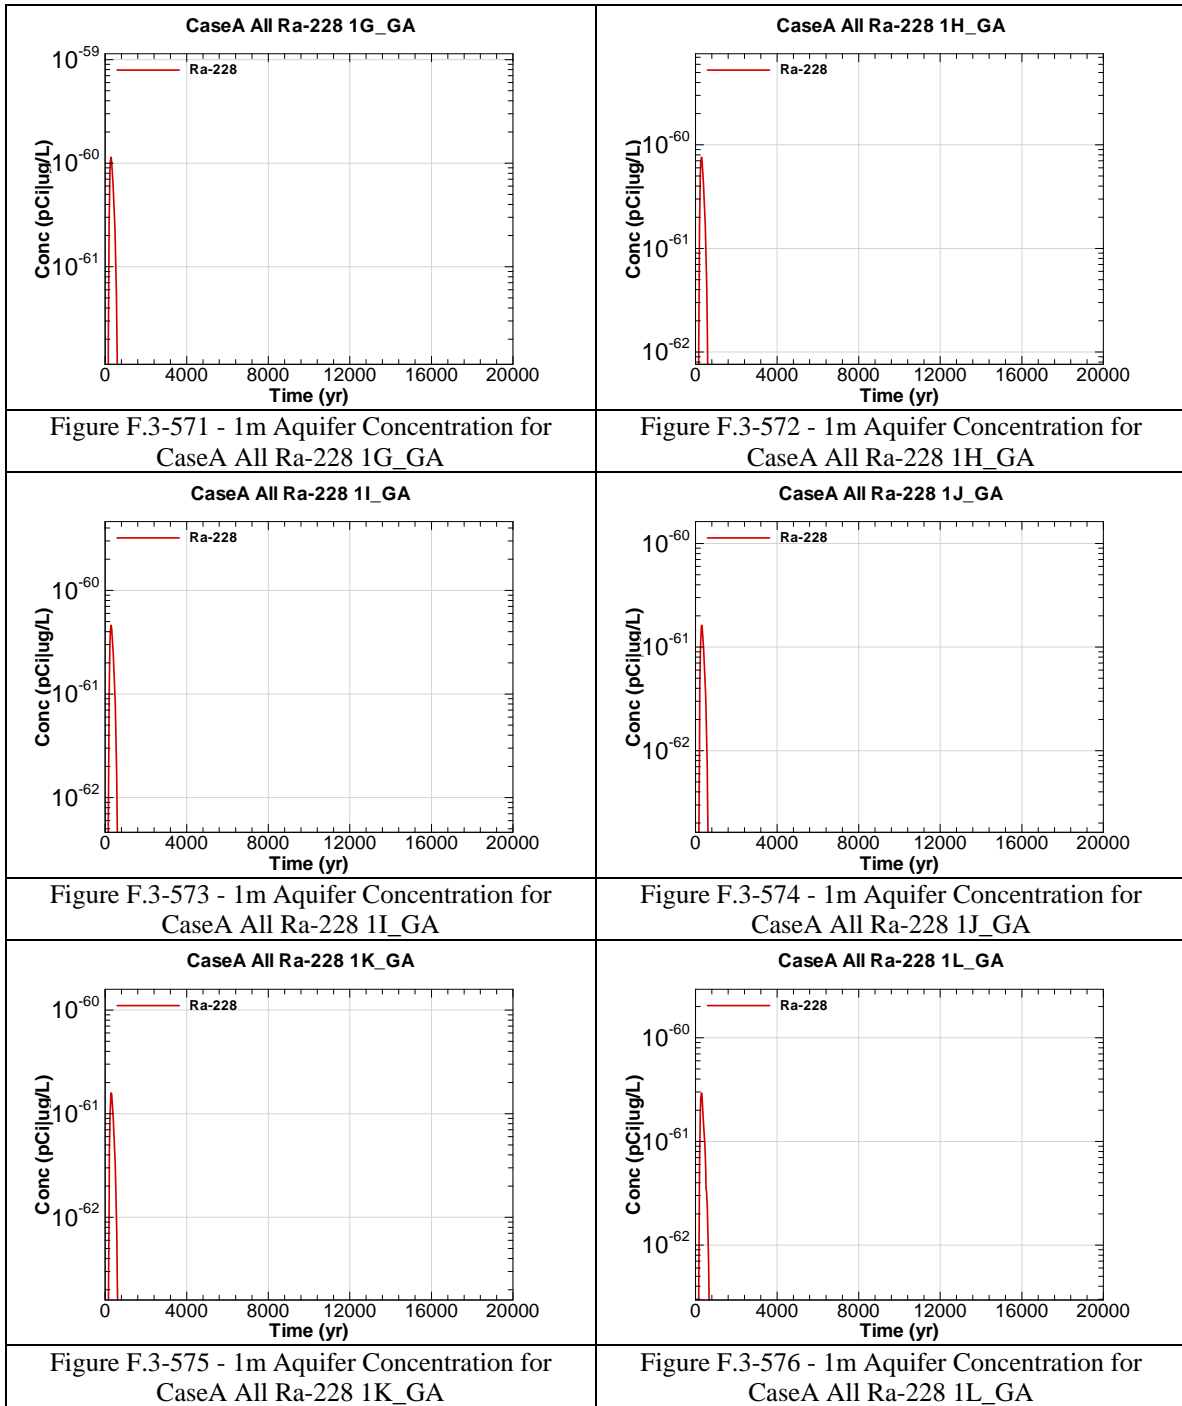 CaseA All Ra-228 1G_GA
Ra-228
10-59
10-60
10-61
Conc (pCi|ug/L)
0 4000 8000 12000 16000 20000
Time (yr)
Figure F.3-571 - 1m Aquifer Concentration for
CaseA All Ra-228 1G_GA
CaseA All Ra-228 1H_GA
Ra-228
10-60
10-61
10-62
Conc (pCi|ug/L)
0 4000 8000 12000 16000 20000
Time (yr)
Figure F.3-572 - 1m Aquifer Concentration for
CaseA All Ra-228 1H_GA
CaseA All Ra-228 1I_GA
Ra-228
10-60
10-61
10-62
Conc (pCi|ug/L)
0 4000 8000 12000 16000 20000
Time (yr)
Figure F.3-573 - 1m Aquifer Concentration for
CaseA All Ra-228 1I_GA
CaseA All Ra-228 1J_GA
Ra-228
10-60
10-61
10-62
Conc (pCi|ug/L)
0 4000 8000 12000 16000 20000
Time (yr)
Figure F.3-574 - 1m Aquifer Concentration for
CaseA All Ra-228 1J_GA
CaseA All Ra-228 1K_GA
Ra-228
10-60
10-61
10-62
Conc (pCi|ug/L)
0 4000 8000 12000 16000 20000
Time (yr)
Figure F.3-575 - 1m Aquifer Concentration for
CaseA All Ra-228 1K_GA
CaseA All Ra-228 1L_GA
Ra-228
10-60
10-61
10-62
Conc (pCi|ug/L)
0 4000 8000 12000 16000 20000
Time (yr)
Figure F.3-576 - 1m Aquifer Concentration for
CaseA All Ra-228 1L_GA